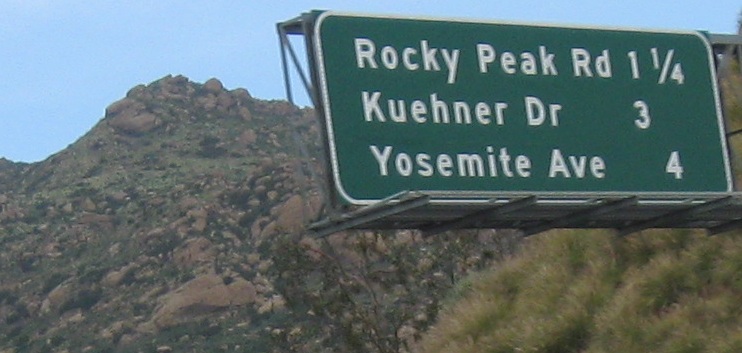 Rocky Peak Rd 1 1/4
Kuehner Dr 3
Yosemite Ave 4